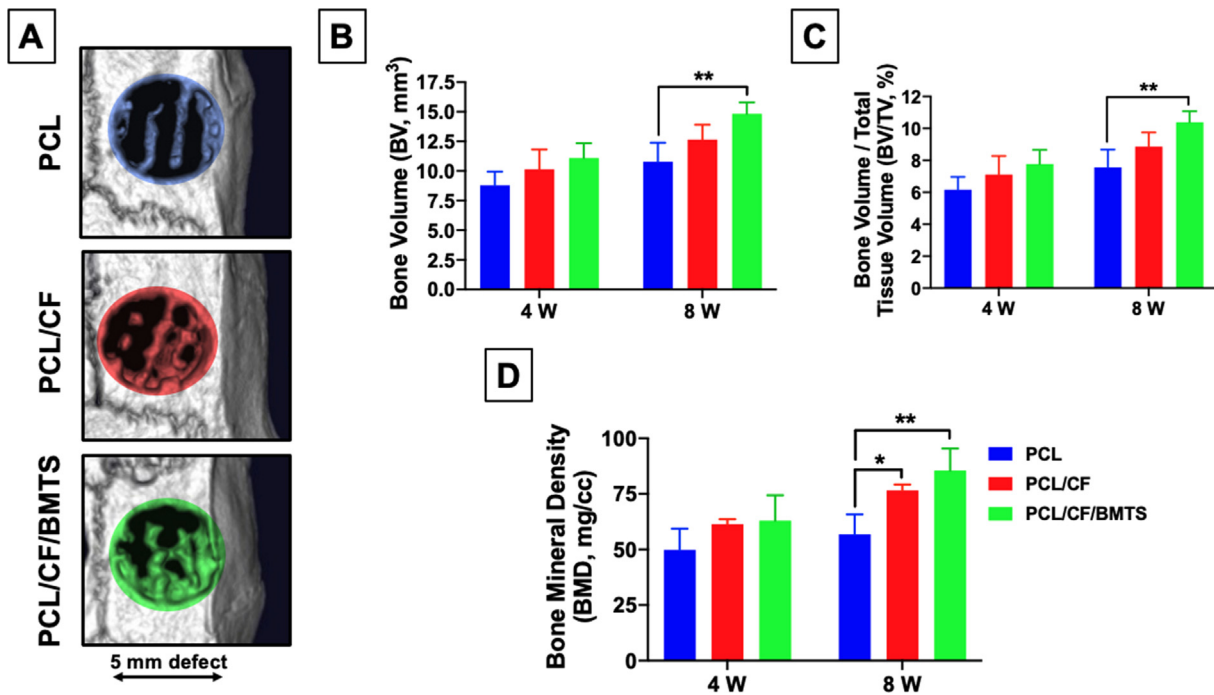 A
PCL
PCL/CF
PCL/CF/BMTS
5 mm defect
B
Bone Volume (BV, mm³)
17.5
15.0
12.5
10.0
7.5
5.0
2.5
0.0
**
4 W
8 W
C
Bone Volume / Total
Tissue Volume (BV/TV, %)
12
10
8
6
4
2
0
**
4 W
8 W
D
Bone Mineral Density
(BMD, mg/cc)
100
75
50
25
0
**
*
4 W
8 W
PCL
PCL/CF
PCL/CF/BMTS